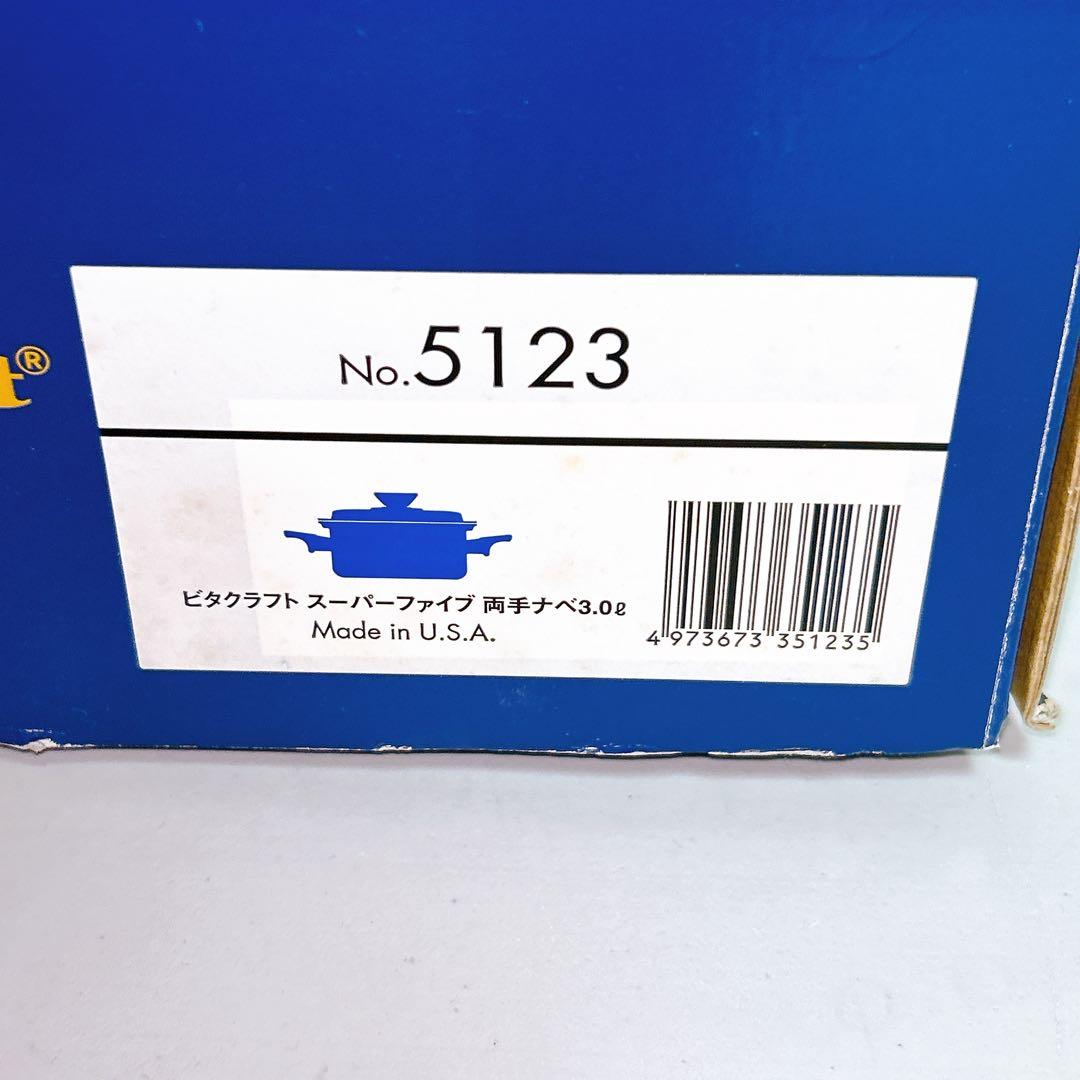 t®
No.5123
ビタクラフト スーパーファイブ 両手ナベ3.0ℓ
Made in U.S.A.
4 973673 351235